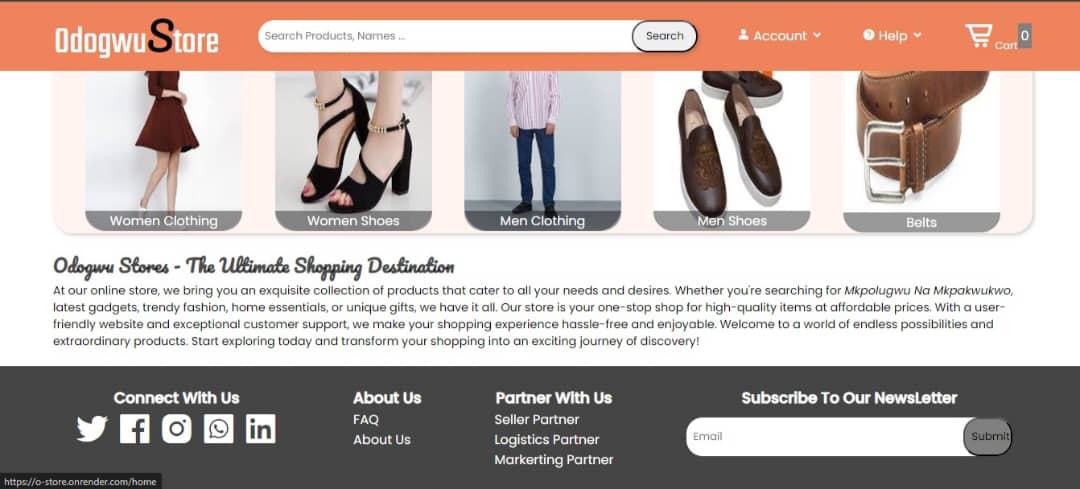 OdogwuStore
Search Products, Names ...
Search
Account
Help
Cart
0
Women Clothing
Women Shoes
Men Clothing
Men Shoes
Belts
Odogwu Stores - The Ultimate Shopping Destination
At our online store, we bring you an exquisite collection of products that cater to all your needs and desires. Whether you're searching for Mkpolugwu Na Mkpakwukwo,
latest gadgets, trendy fashion, home essentials, or unique gifts, we have it all. Our store is your one-stop shop for high-quality items at affordable prices. With a user-
friendly website and exceptional customer support, we make your shopping experience hassle-free and enjoyable. Welcome to a world of endless possibilities and
extraordinary products. Start exploring today and transform your shopping into an exciting journey of discovery!
Connect With Us
About Us
FAQ
About Us
Partner With Us
Seller Partner
Logistics Partner
Markerting Partner
Subscribe To Our NewsLetter
Email
Submit
https://o-store.onrender.com/home